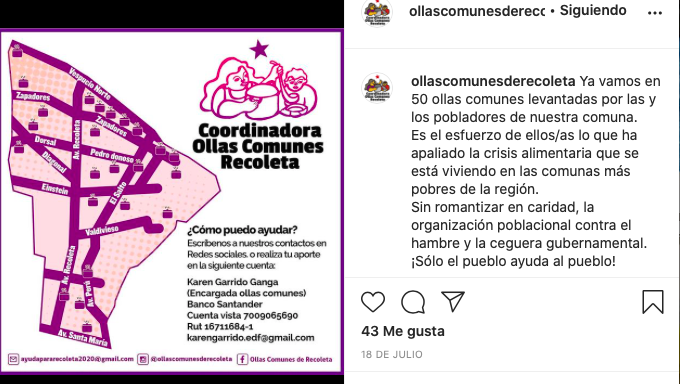 Vespucio Norte
Zapadores
Av. Recoleta
Zapadores
Dorsal
Diagonal
Pedro donoso
Einstein
El Salto
Valdivieso
Av. Recoleta
Av. Perú
Av. Santa María
Coordinadora
Ollas Comunes
Recoleta
¿Cómo puedo ayudar?
Escríbenos a nuestros contactos en
Redes sociales. o realiza tu aporte
en la siguiente cuenta:
Karen Garrido Ganga
(Encargada ollas comunes)
Banco Santander
Cuenta vista 7009065690
Rut 16711684-1
karengarrido.edf@gmail.com
ayudapararecoleta2020@gmail.com
@ollascomunesderecoleta
Ollas Comunes de Recoleta
ollascomunesderecc • Siguiendo
ollascomunesderecoleta Ya vamos en
50 ollas comunes levantadas por las y
los pobladores de nuestra comuna.
Es el esfuerzo de ellos/as lo que ha
apaliado la crisis alimentaria que se
está viviendo en las comunas más
pobres de la región.
Sin romantizar en caridad, la
organización poblacional contra el
hambre y la ceguera gubernamental.
¡Sólo el pueblo ayuda al pueblo!
43 Me gusta
18 DE JULIO